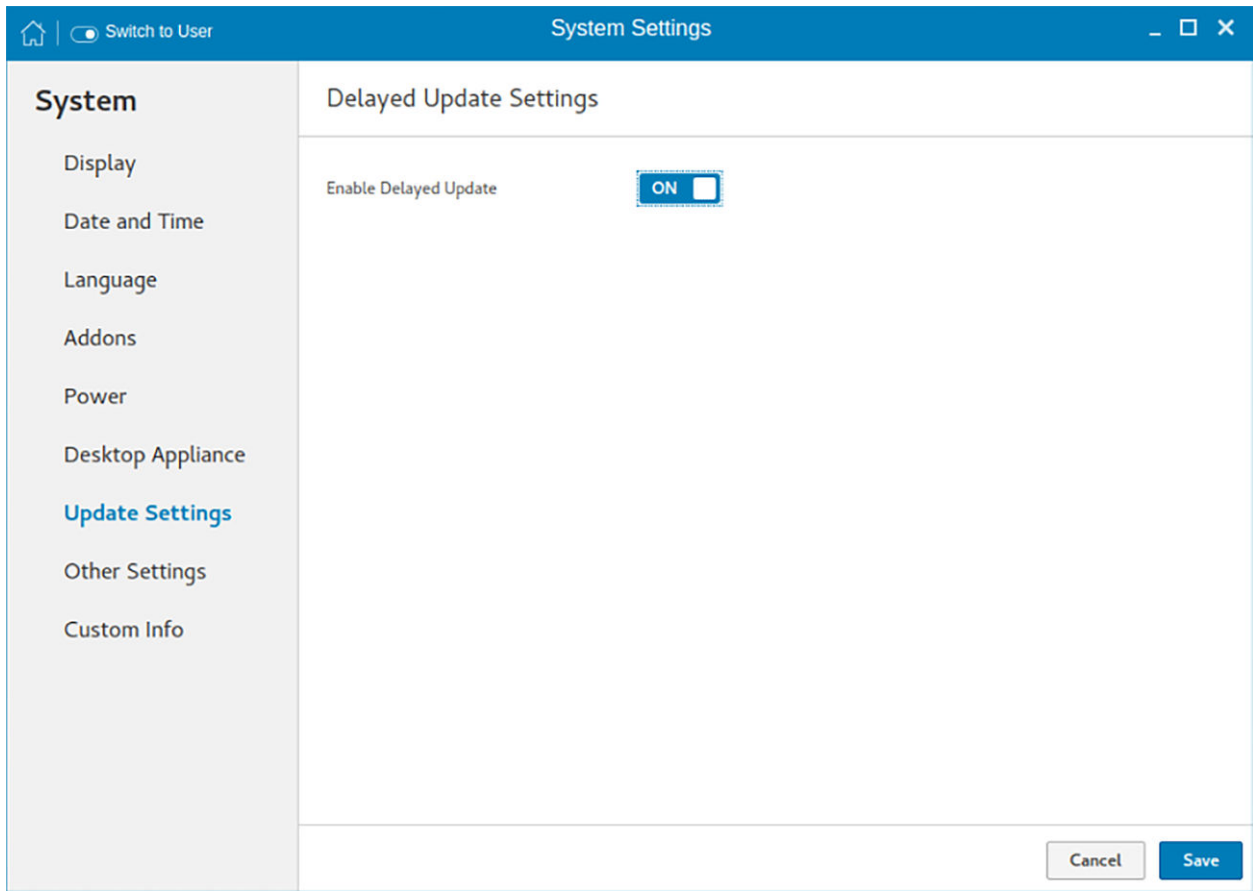 Switch to User
System Settings
System
Display
Date and Time
Language
Addons
Power
Desktop Appliance
Update Settings
Other Settings
Custom Info
Delayed Update Settings
Enable Delayed Update
ON
Cancel
Save